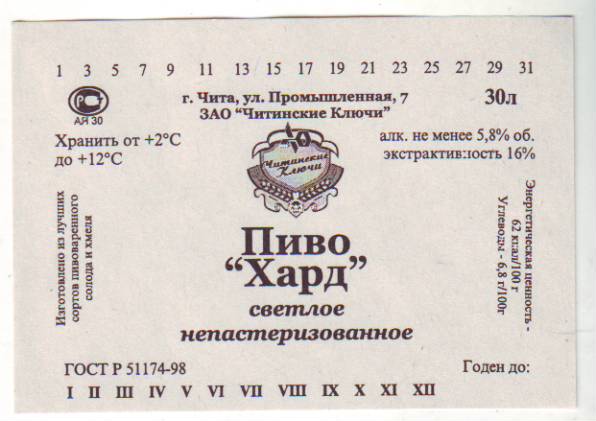 1 3 5 7 9 11 13 15 17 19 21 23 25 27 29 31
РС
АЯ 30
г. Чита, ул. Промышленная, 7
ЗАО “Читинские Ключи”
30л
Хранить от +2°С
до +12°С
алк. не менее 5,8% об.
экстрактивность 16%
Читинские
Ключи
Изготовлено из лучших
сортов пивоваренного
солода и хмеля
Энергетическая ценность -
62 ккал/100 г
Углеводы - 6,8 г/100г
Пиво
“Хард”
светлое
непастеризованное
ГОСТ Р 51174-98
Годен до:
I II III IV V VI VII VIII IX X XI XII